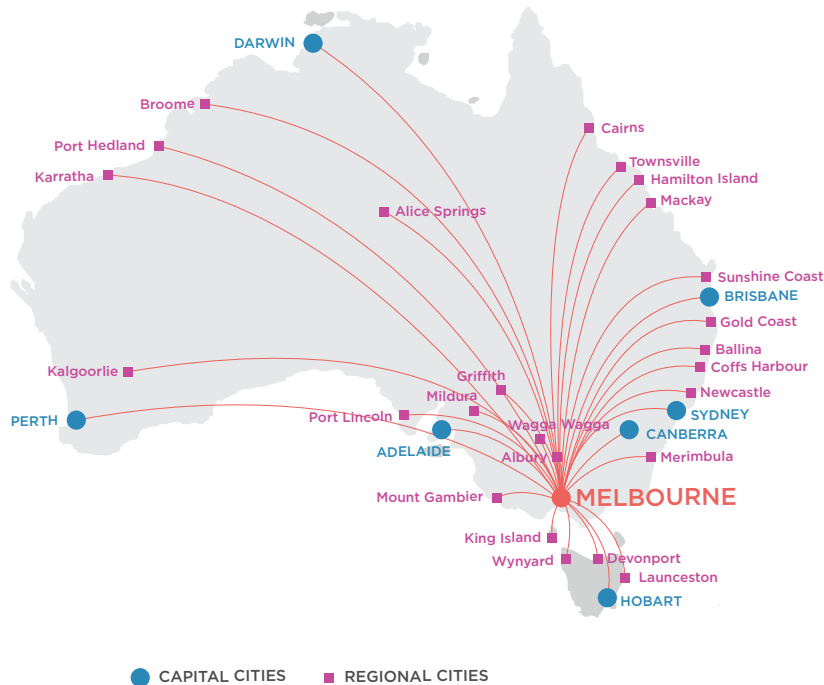 DARWIN
Broome
Cairns
Port Hedland
Townsville
Karratha
Hamilton Island
Mackay
Alice Springs
Sunshine Coast
BRISBANE
Gold Coast
Ballina
Coffs Harbour
Kalgoorlie
Griffith
Newcastle
Mildura
PERTH
Port Lincoln
SYDNEY
Wagga Wagga
CANBERRA
ADELAIDE
Albury
Merimbula
Mount Gambier
MELBOURNE
King Island
Wynyard
Devonport
Launceston
HOBART
CAPITAL CITIES
REGIONAL CITIES